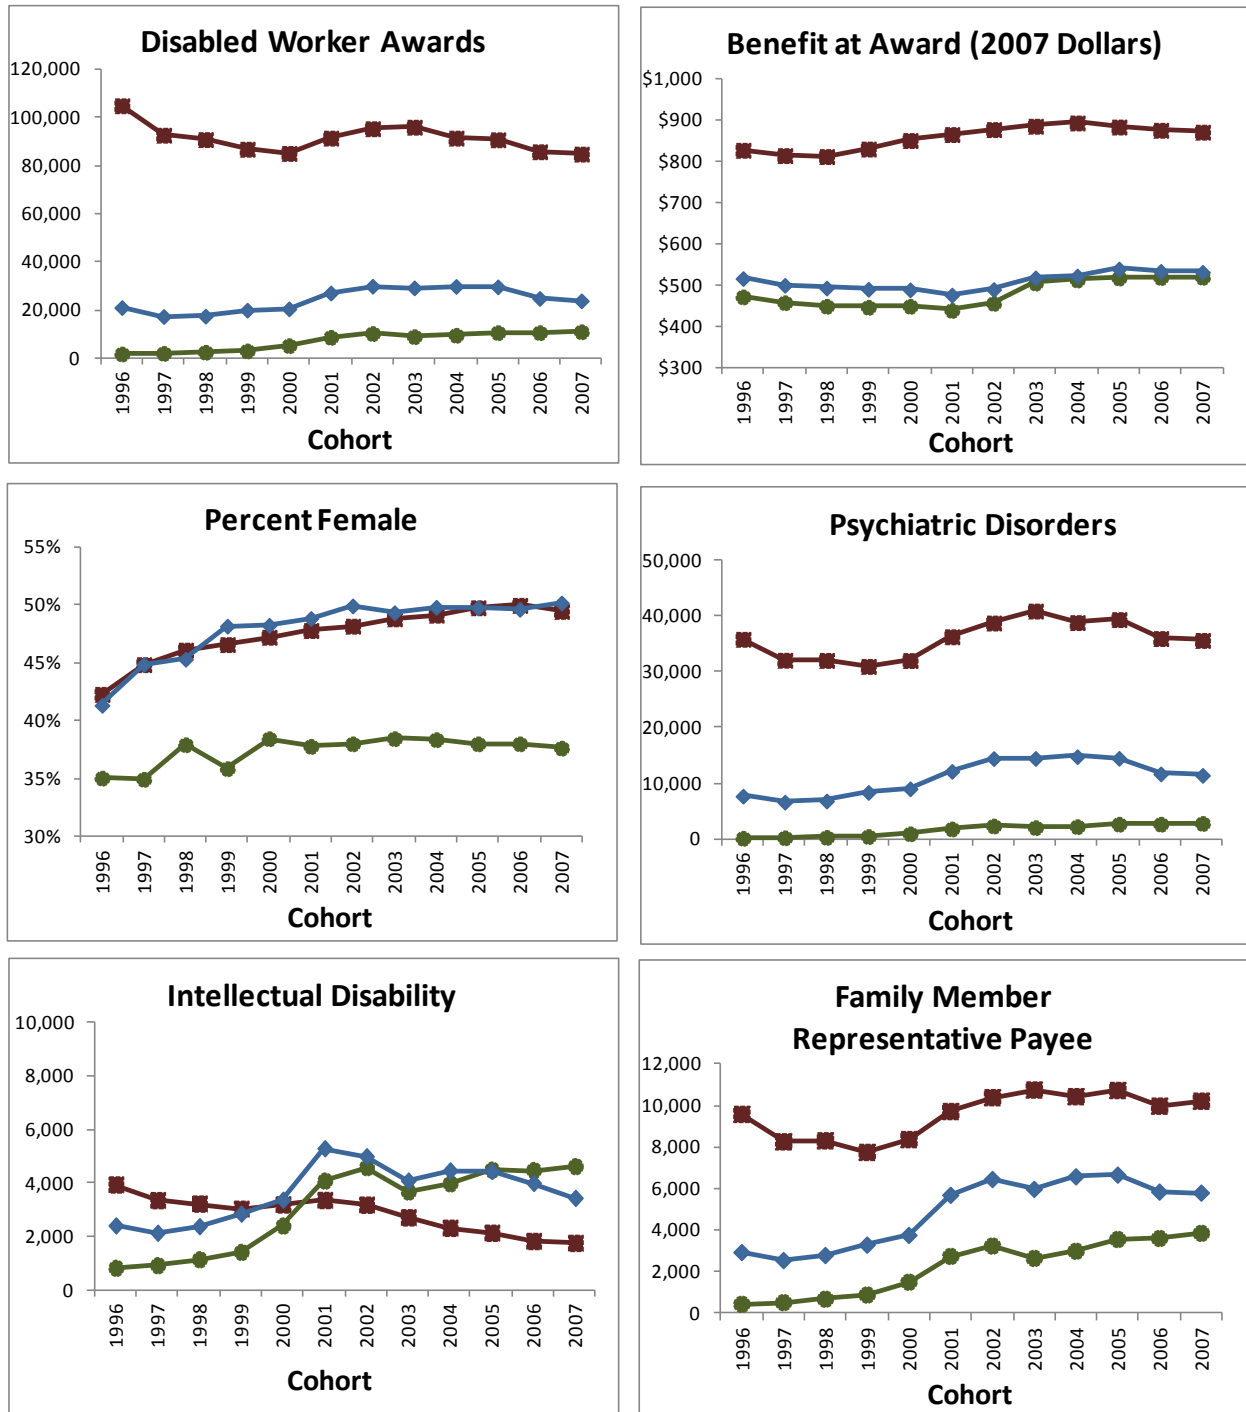 Disabled Worker Awards
120,000
100,000
80,000
60,000
40,000
20,000
0
1996 1997 1998 1999 2000 2001 2002 2003 2004 2005 2006 2007
Cohort
Benefit at Award (2007 Dollars)
$1,000
$900
$800
$700
$600
$500
$400
$300
1996 1997 1998 1999 2000 2001 2002 2003 2004 2005 2006 2007
Cohort
Percent Female
55%
50%
45%
40%
35%
30%
1996 1997 1998 1999 2000 2001 2002 2003 2004 2005 2006 2007
Cohort
Psychiatric Disorders
50,000
40,000
30,000
20,000
10,000
0
1996 1997 1998 1999 2000 2001 2002 2003 2004 2005 2006 2007
Cohort
Intellectual Disability
10,000
8,000
6,000
4,000
2,000
0
1996 1997 1998 1999 2000 2001 2002 2003 2004 2005 2006 2007
Cohort
Family Member
Representative Payee
12,000
10,000
8,000
6,000
4,000
2,000
0
1996 1997 1998 1999 2000 2001 2002 2003 2004 2005 2006 2007
Cohort